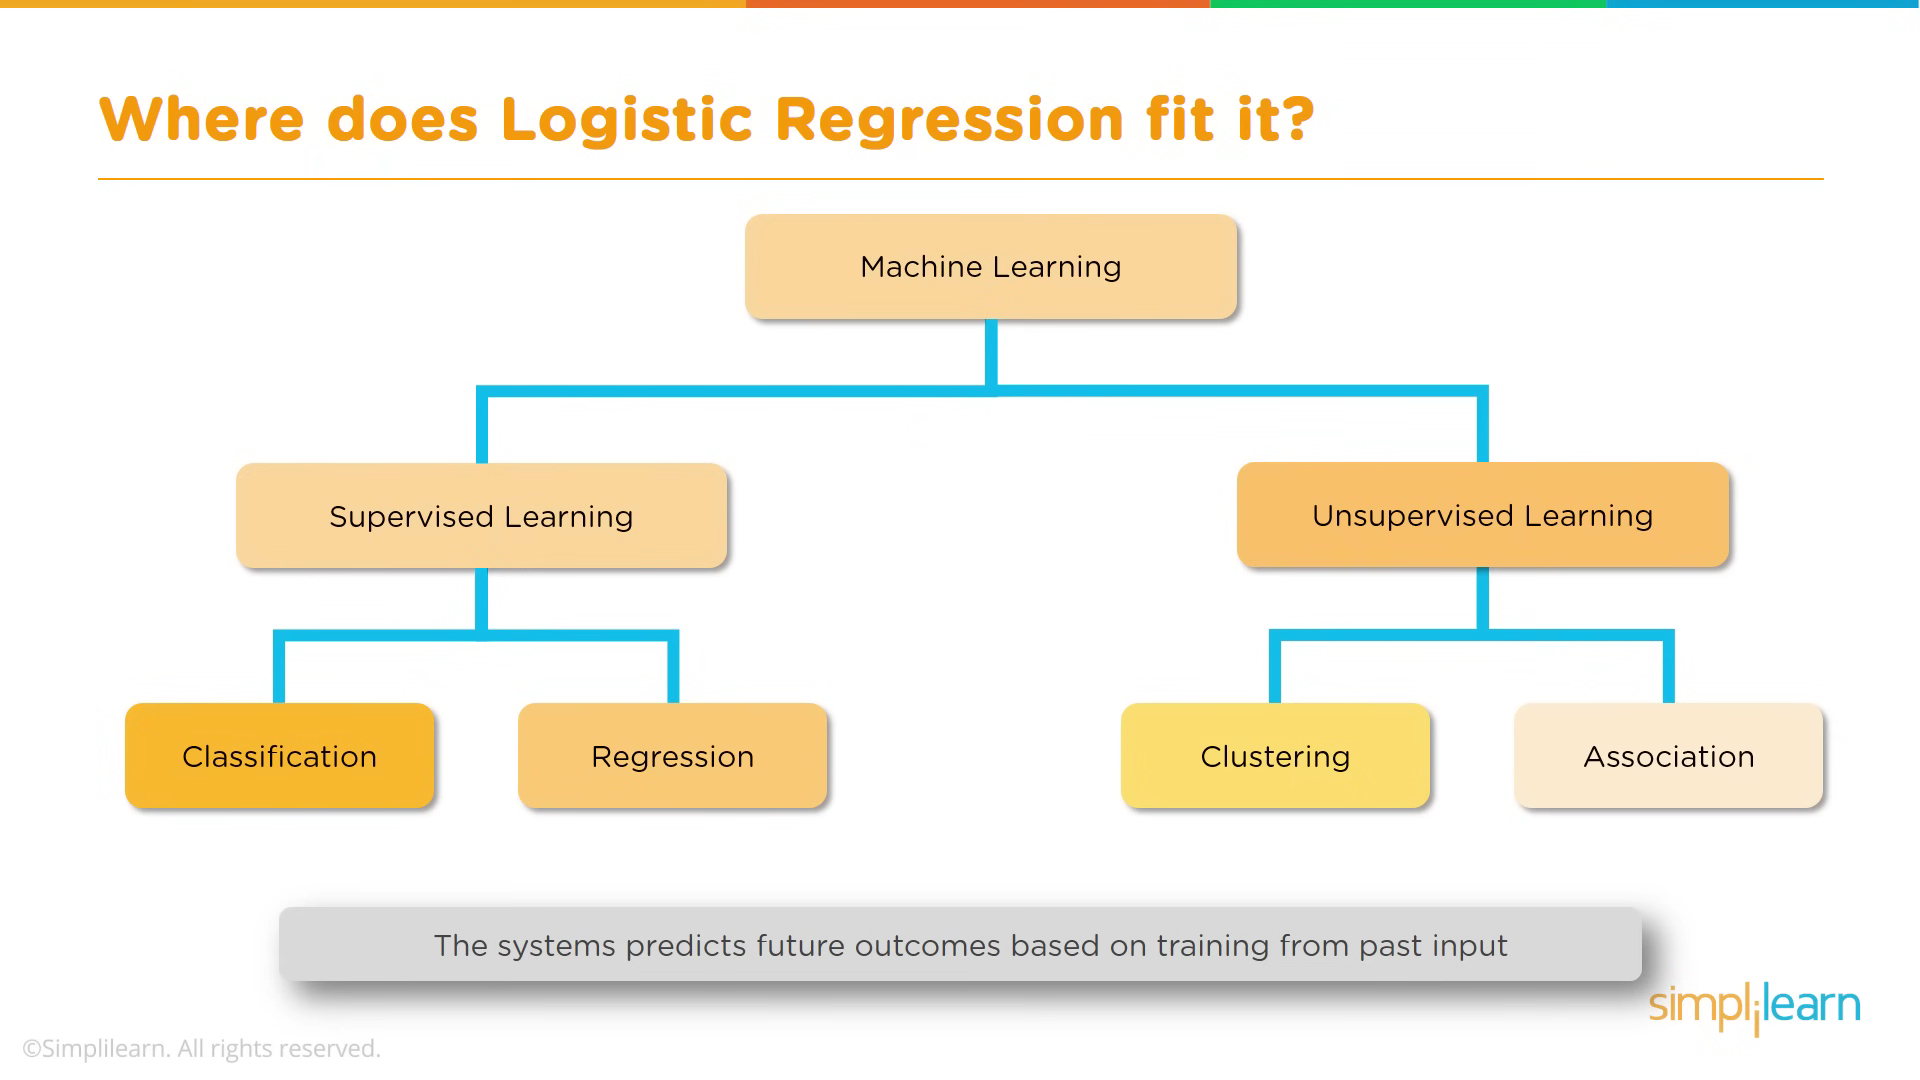 Where does Logistic Regression fit it?
Machine Learning
Supervised Learning
Unsupervised Learning
Classification
Regression
Clustering
Association
The systems predicts future outcomes based on training from past input
simplilearn
©Simplilearn. All rights reserved.